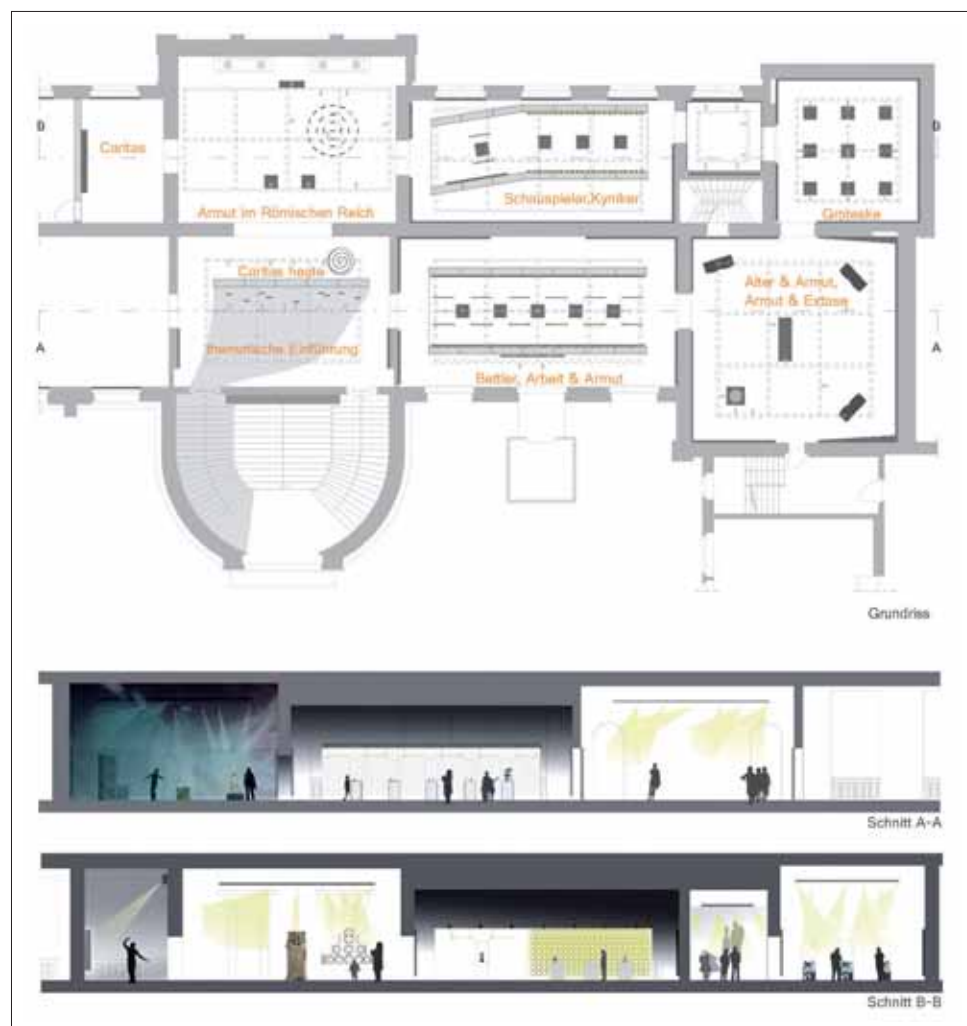 B
B
Caritas
Armut im Römischen Reich
Schauspieler, Kyniker
Groteske
Caritas heute
Alter & Armut,
Armut & Extase
thematische Einführung
A
A
Bettler, Arbeit & Armut
Grundriss
Schnitt A-A
Schnitt B-B